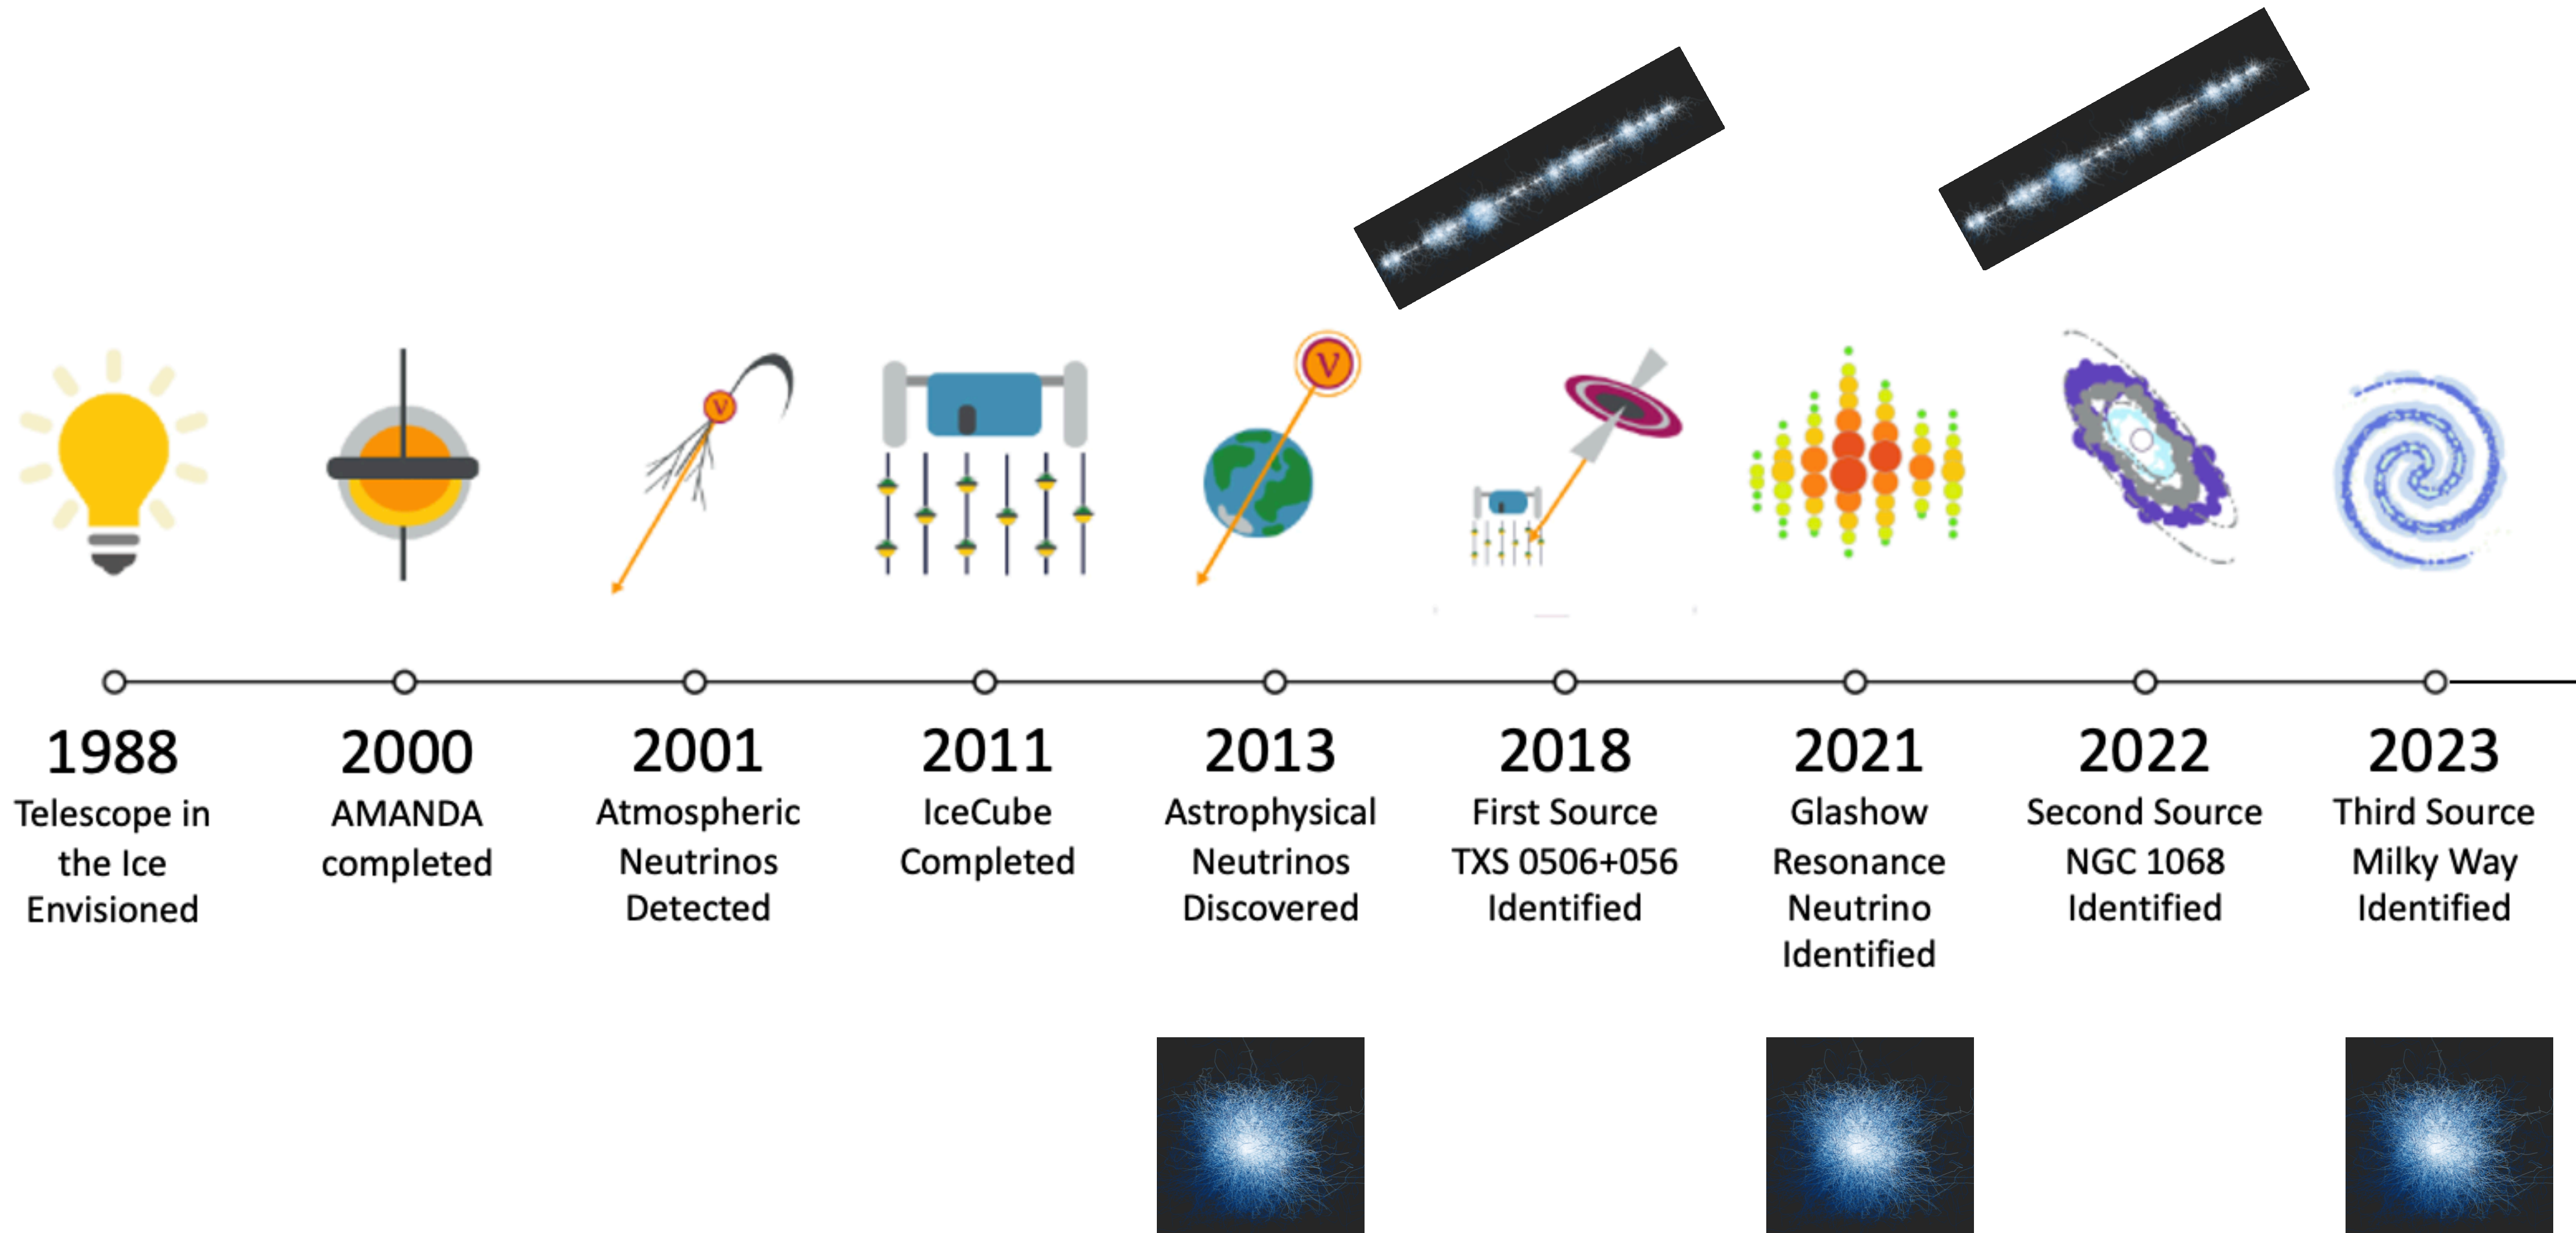 V
V
1988
Telescope in
the Ice
Envisioned
2000
AMANDA
completed
2001
Atmospheric
Neutrinos
Detected
2011
IceCube
Completed
2013
Astrophysical
Neutrinos
Discovered
2018
First Source
TXS 0506+056
Identified
2021
Glashow
Resonance
Neutrino
Identified
2022
Second Source
NGC 1068
Identified
2023
Third Source
Milky Way
Identified